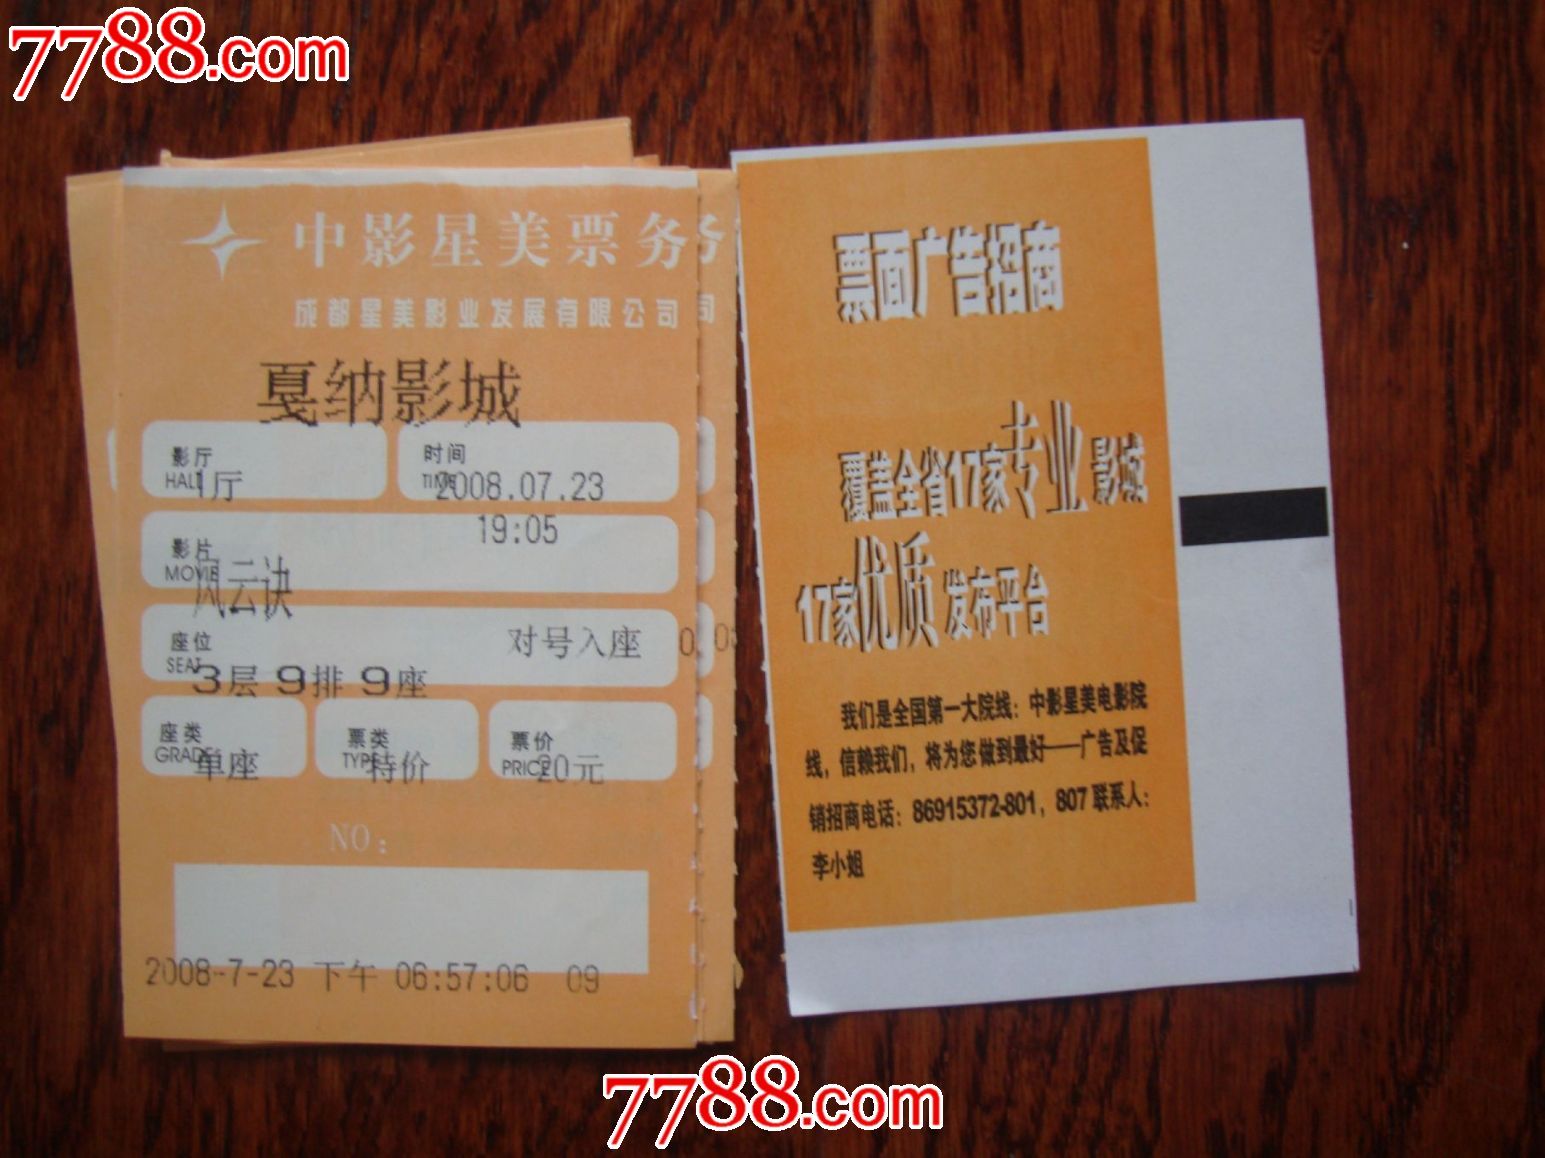 7788.com
中影星美票务
成都星美影业发展有限公司
戛纳影城
影厅
HALL 1厅
时间
TIME 2008.07.23
19:05
影片
MOVIE
风云诀
座位
对号入座
SEAT
3层 9排 9座
座类
GRADE 单座
票类
TYPE 特价
票价
PRICE 20元
NO:
2008-7-23 下午 06:57:06 09
务
司
票面广告招商
覆盖全省17家专业影城
17家优质发布平台
我们是全国第一大院线：中影星美电影院
线，信赖我们，将为您做到最好——广告及促
销招商电话：86915372-801，807 联系人：
李小姐
7788.com